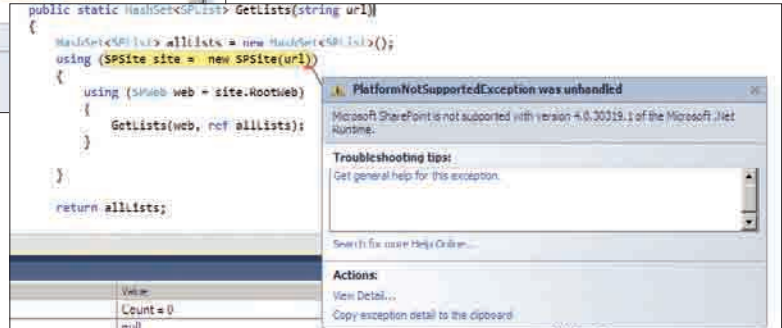 public static HashSet<SPList> GetLists(string url)
{
HashSet<SPList> allLists = new HashSet<SPList>();
using (SPSite site = new SPSite(url))
{
using (SPWeb web = site.RootWeb)
{
GetLists(web, ref allLists);
}
}
return allLists;
PlatformNotSupportedException was unhandled
Microsoft SharePoint is not supported with version 4.0.30319.1 of the Microsoft .Net
Runtime.
Troubleshooting tips:
Get general help for this exception.
Search for more Help Online...
Actions:
View Detail...
Copy exception detail to the clipboard
Value
Count = 0
null